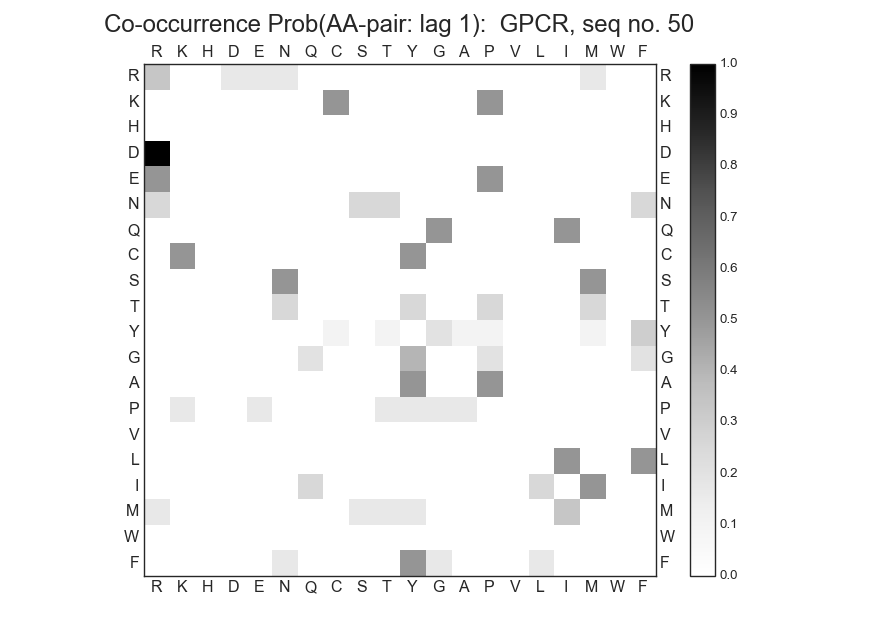 Co-occurrence Prob(AA-pair: lag 1):  GPCR, seq no. 50
R K H D E N Q C S T Y G A P V L I M W F
R R 1.0
K K 0.9
H H
D D 0.8
E E
N N 0.7
Q Q
C C 0.6
S S
T T 0.5
Y Y
G G 0.4
A A
P P 0.3
V V
L L 0.2
I I
M M 0.1
W W
F F 0.0
R K H D E N Q C S T Y G A P V L I M W F